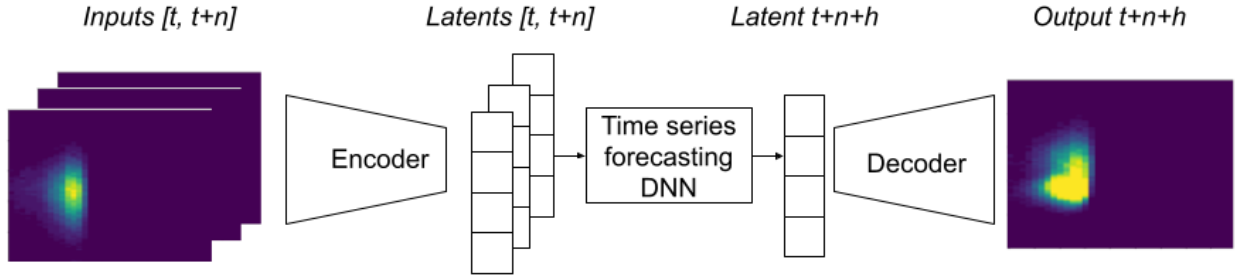 Inputs [t, t+n]
Latents [t, t+n]
Latent t+n+h
Output t+n+h
Encoder
Time series
forecasting
DNN
Decoder